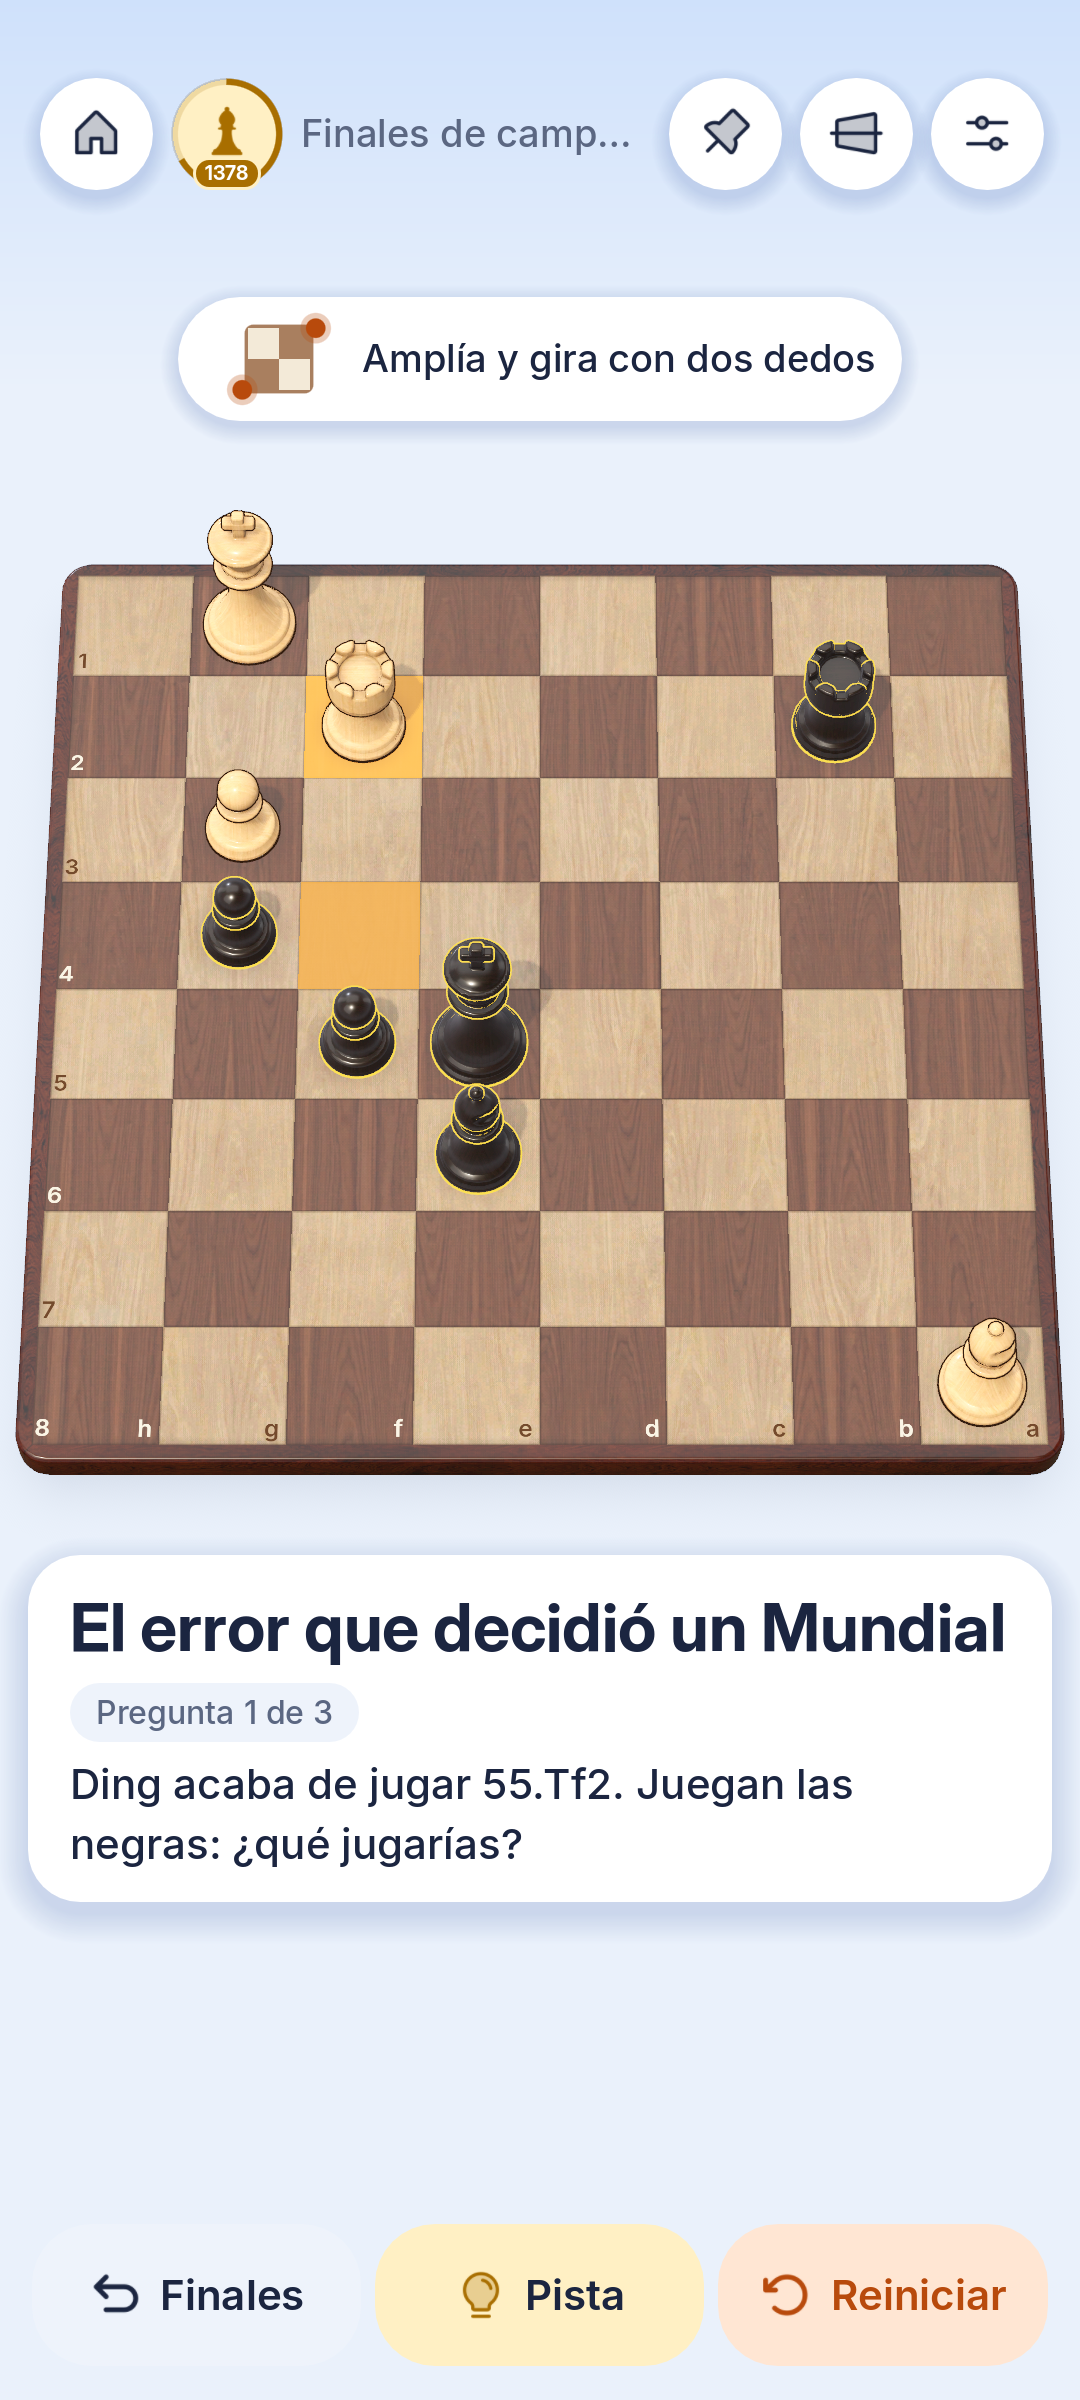 Finales de camp...
1378
Amplía y gira con dos dedos
1
2
3
4
5
6
7
8 h g f e d c b a
El error que decidió un Mundial
Pregunta 1 de 3
Ding acaba de jugar 55.Tf2. Juegan las
negras: ¿qué jugarías?
Finales
Pista
Reiniciar